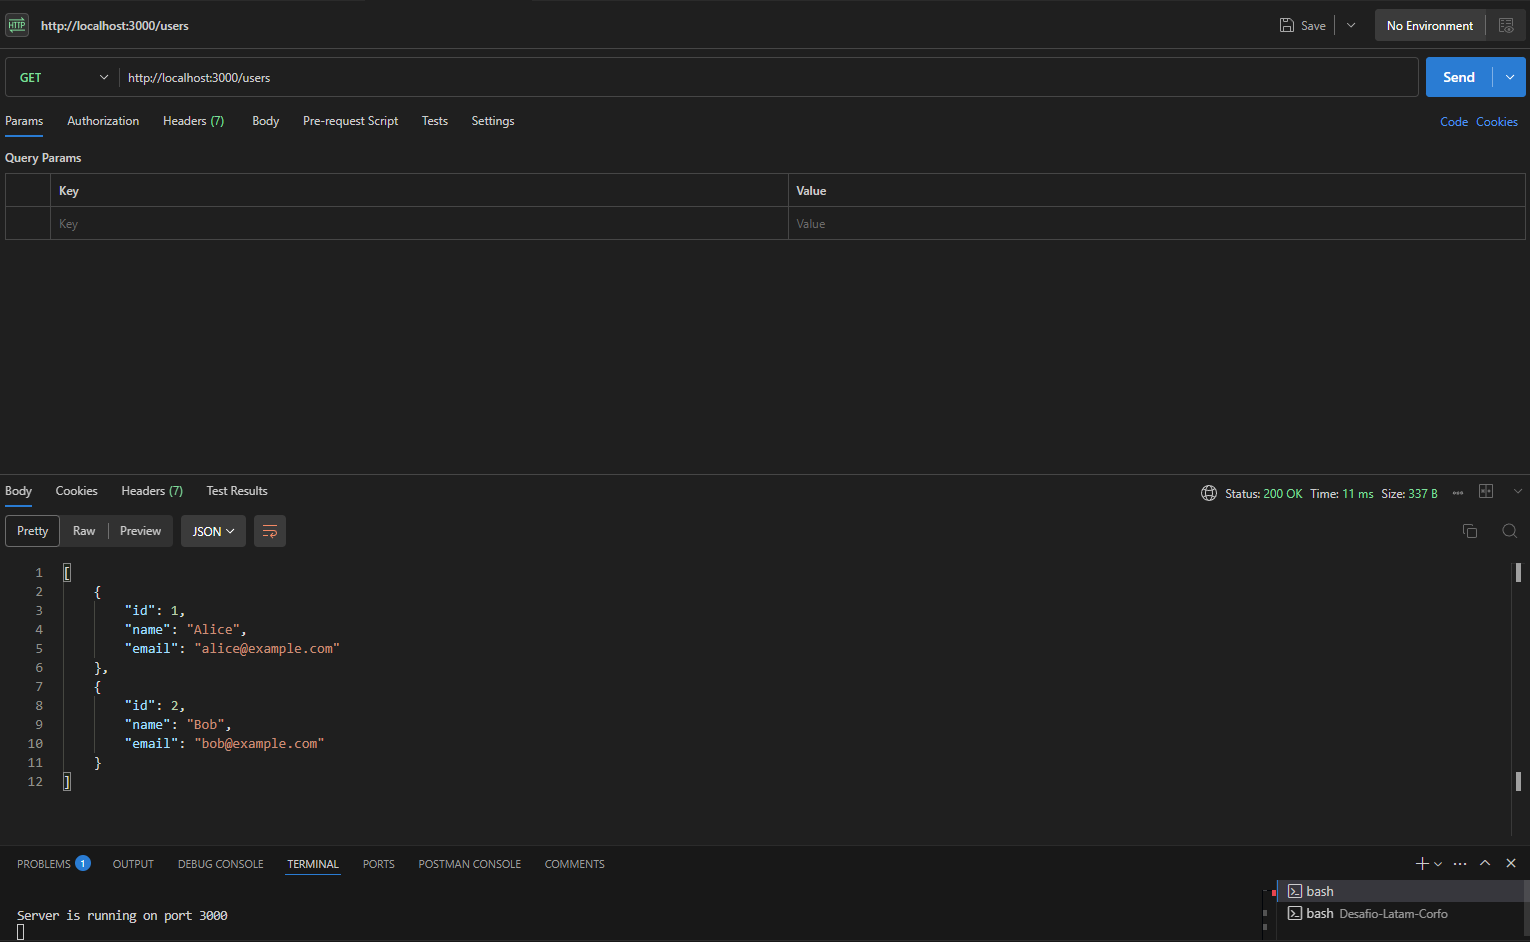 HTTP http://localhost:3000/users Save No Environment
GET http://localhost:3000/users Send
Params Authorization Headers (7) Body Pre-request Script Tests Settings Code Cookies
Query Params
Key Value
Key Value
Body Cookies Headers (7) Test Results Status: 200 OK Time: 11 ms Size: 337 B
Pretty Raw Preview JSON
1 [
2 {
3 "id": 1,
4 "name": "Alice",
5 "email": "alice@example.com"
6 },
7 {
8 "id": 2,
9 "name": "Bob",
10 "email": "bob@example.com"
11 }
12 ]
PROBLEMS 1 OUTPUT DEBUG CONSOLE TERMINAL PORTS POSTMAN CONSOLE COMMENTS
bash
Server is running on port 3000
bash Desafio-Latam-Corfo